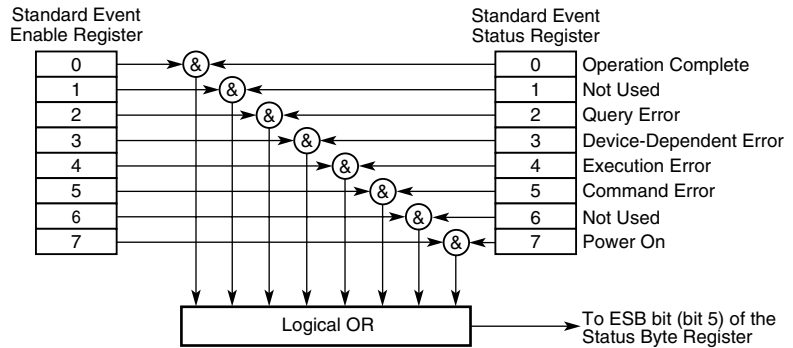 Standard Event
Enable Register
Standard Event
Status Register
0 & 0 Operation Complete
1 & 1 Not Used
2 & 2 Query Error
3 & 3 Device-Dependent Error
4 & 4 Execution Error
5 & 5 Command Error
6 & 6 Not Used
7 & 7 Power On
Logical OR
To ESB bit (bit 5) of the
Status Byte Register